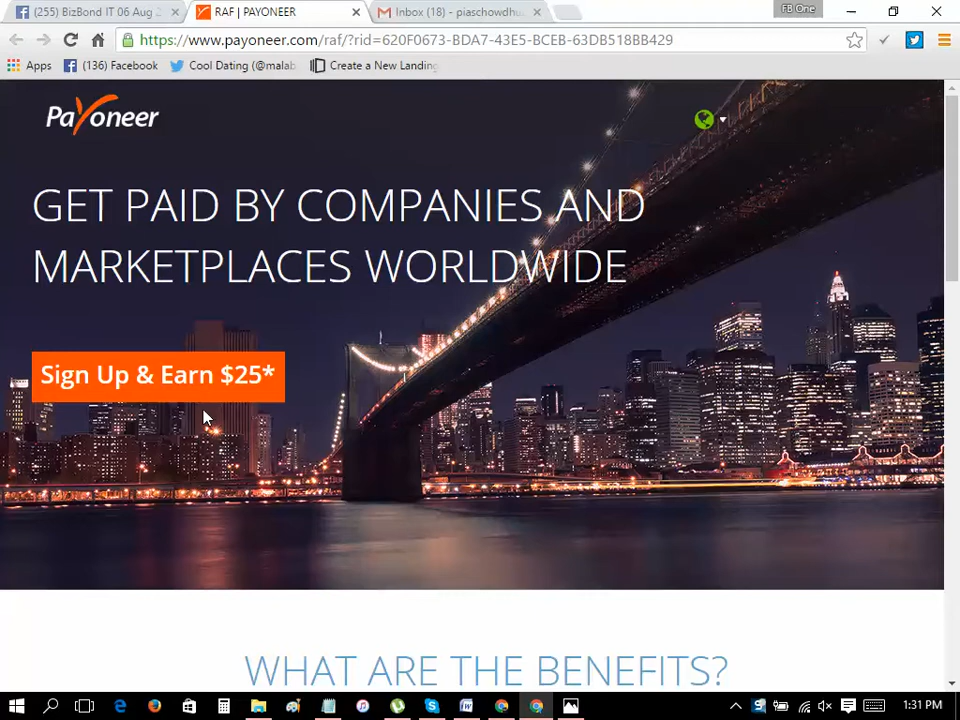 (255) BizBond IT 06 Aug 2
RAF | PAYONEER
Inbox (18) - piaschowdhu
FB One
https://www.payoneer.com/raf/?rid=620F0673-BDA7-43E5-BCEB-63DB518BB429
Apps
(136) Facebook
Cool Dating (@malab
Create a New Landing
PaYoneer
GET PAID BY COMPANIES AND
MARKETPLACES WORLDWIDE
Sign Up & Earn $25*
WHAT ARE THE BENEFITS?
1:31 PM